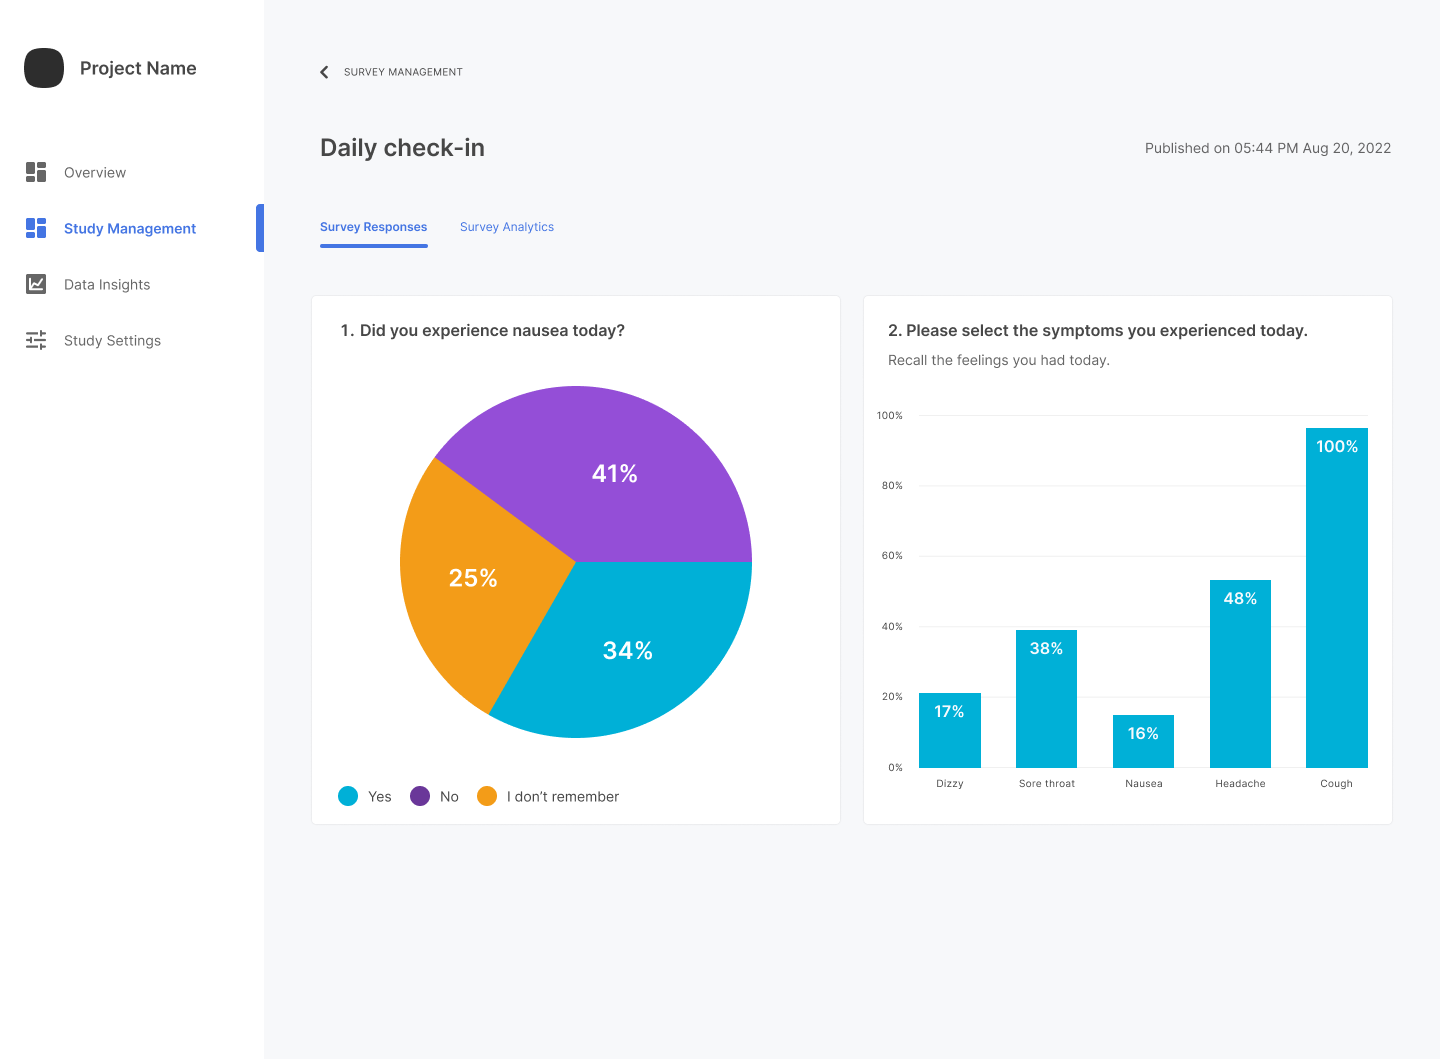 Project Name
Overview
Study Management
Data Insights
Study Settings
SURVEY MANAGEMENT
Daily check-in
Published on 05:44 PM Aug 20, 2022
Survey Responses
Survey Analytics
1. Did you experience nausea today?
41%
25%
34%
Yes
No
I don’t remember
2. Please select the symptoms you experienced today.
Recall the feelings you had today.
100%
80%
60%
40%
20%
0%
17%
38%
16%
48%
100%
Dizzy
Sore throat
Nausea
Headache
Cough